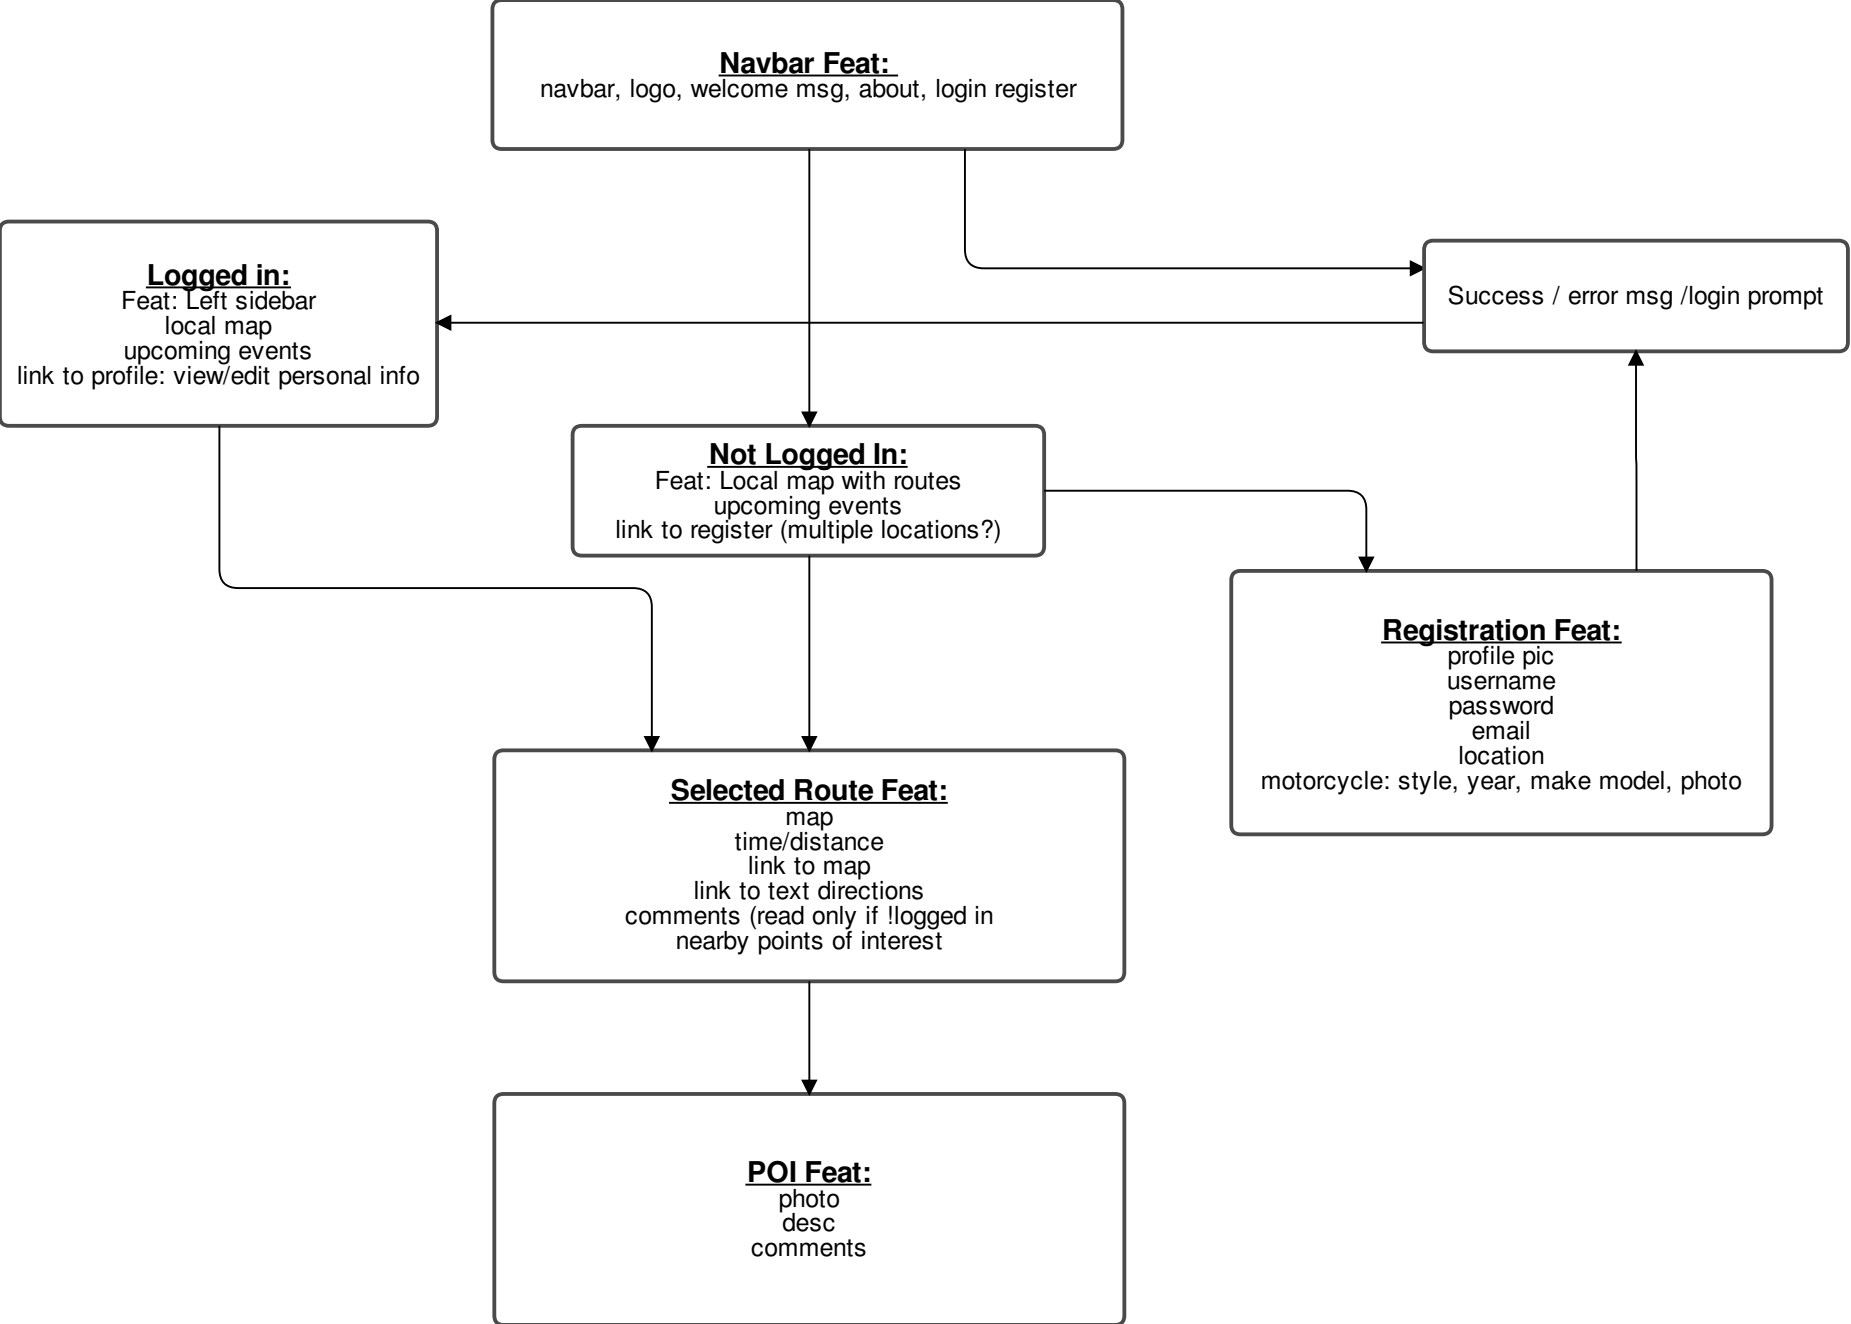 Navbar Feat:
navbar, logo, welcome msg, about, login register
Logged in:
Feat: Left sidebar
local map
upcoming events
link to profile: view/edit personal info
Success / error msg /login prompt
Not Logged In:
Feat: Local map with routes
upcoming events
link to register (multiple locations?)
Registration Feat:
profile pic
username
password
email
location
motorcycle: style, year, make model, photo
Selected Route Feat:
map
time/distance
link to map
link to text directions
comments (read only if !logged in
nearby points of interest
POI Feat:
photo
desc
comments